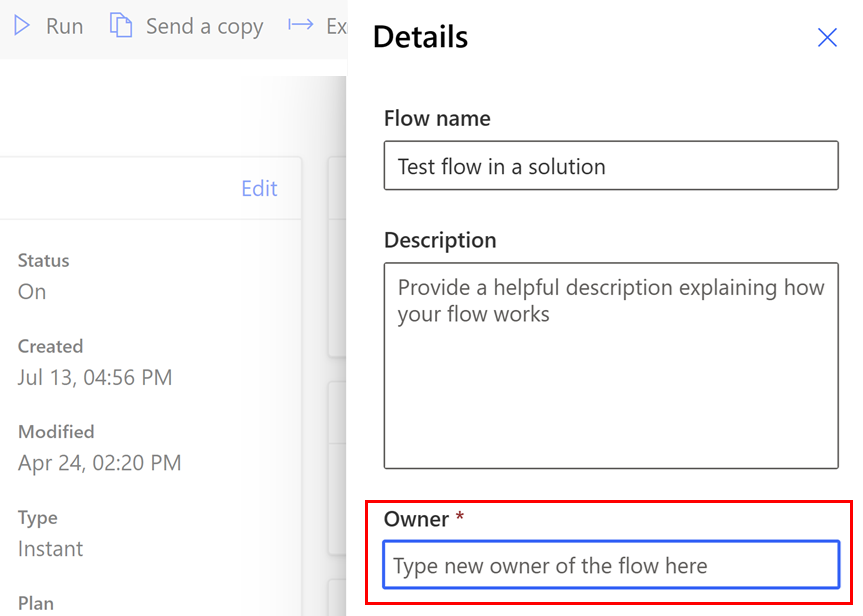 Run
Send a copy
Ex
Edit
Status
On
Created
Jul 13, 04:56 PM
Modified
Apr 24, 02:20 PM
Type
Instant
Plan
Details
Flow name
Test flow in a solution
Description
Provide a helpful description explaining how
your flow works
Owner *
Type new owner of the flow here